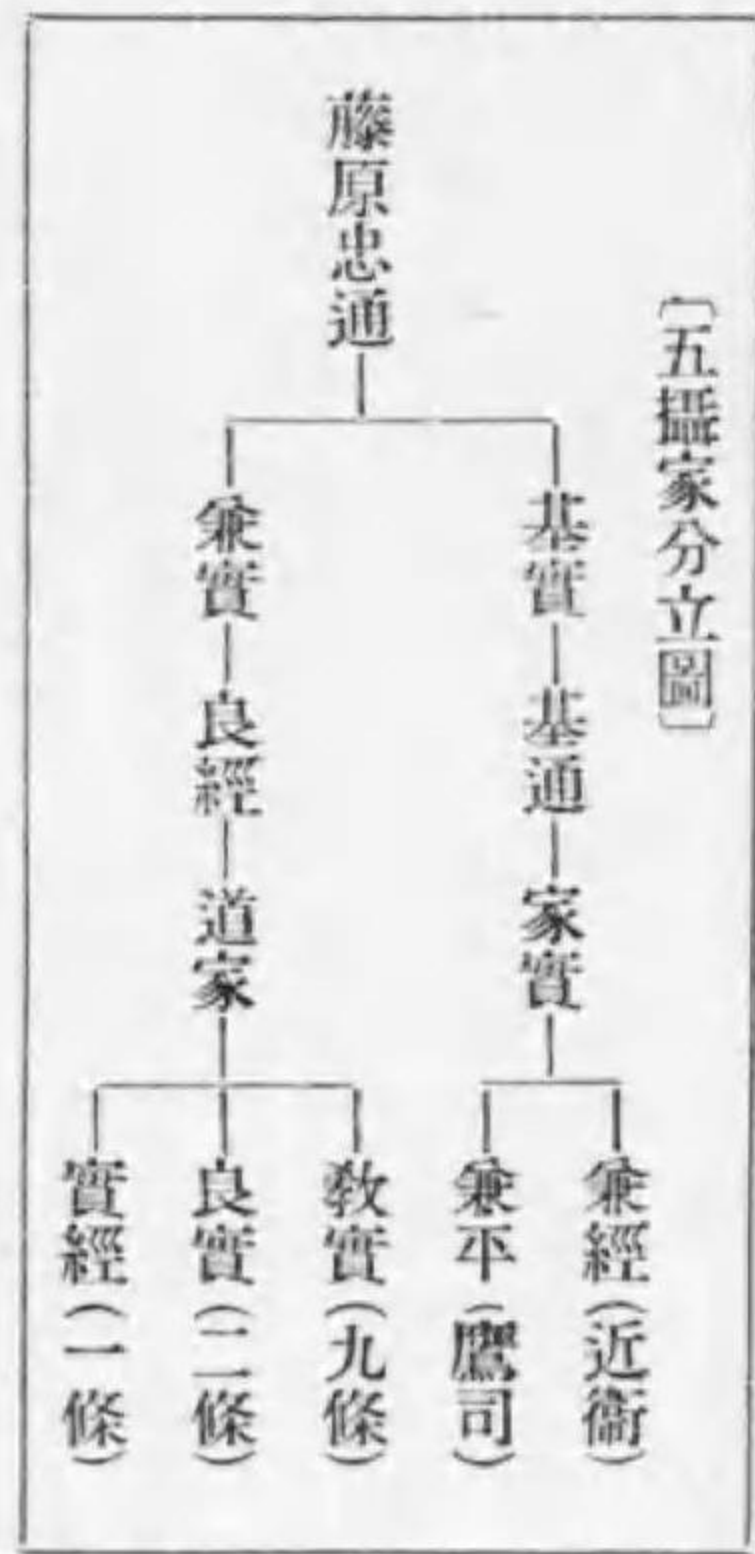 〔五攝家分立圖〕
藤原忠通
基實
基通
家實
兼經(近衞)
兼平(鷹司)
兼實
良經
道家
敎實(九條)
良實(二條)
實經(一條)